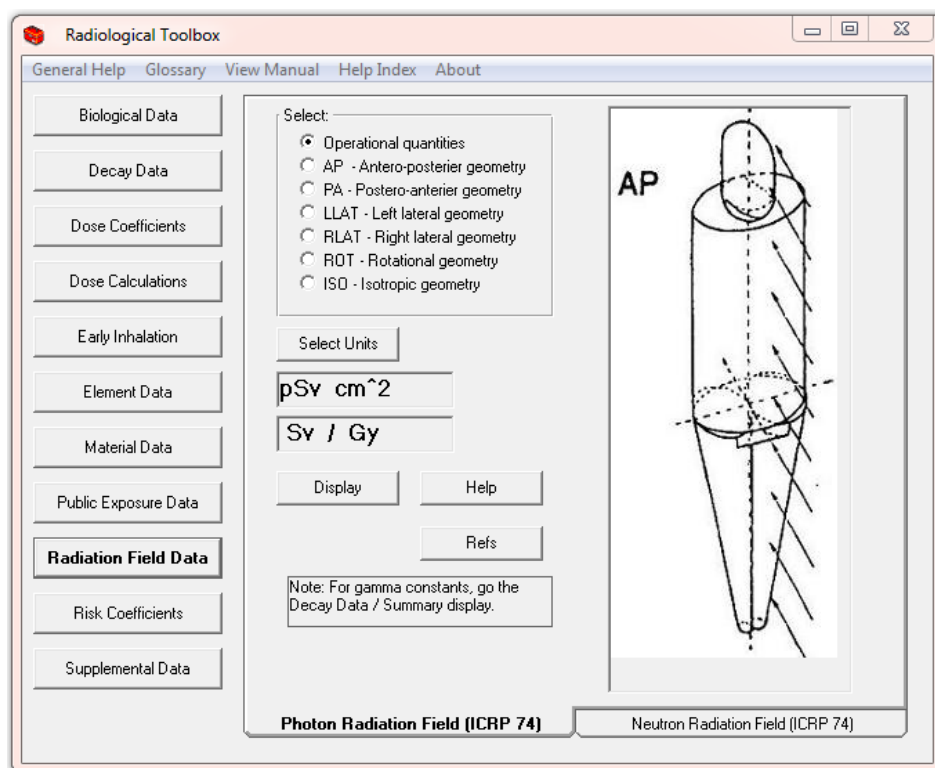 Radiological Toolbox
General Help Glossary View Manual Help Index About
Biological Data
Decay Data
Dose Coefficients
Dose Calculations
Early Inhalation
Element Data
Material Data
Public Exposure Data
Radiation Field Data
Risk Coefficients
Supplemental Data
Select:
Operational quantities
AP - Antero-posterier geometry
PA - Postero-anterier geometry
LLAT - Left lateral geometry
RLAT - Right lateral geometry
ROT - Rotational geometry
ISO - Isotropic geometry
Select Units
pSv cm^2
Sv / Gy
Display Help
Refs
Note: For gamma constants, go the
Decay Data / Summary display.
AP
Photon Radiation Field (ICRP 74) Neutron Radiation Field (ICRP 74)